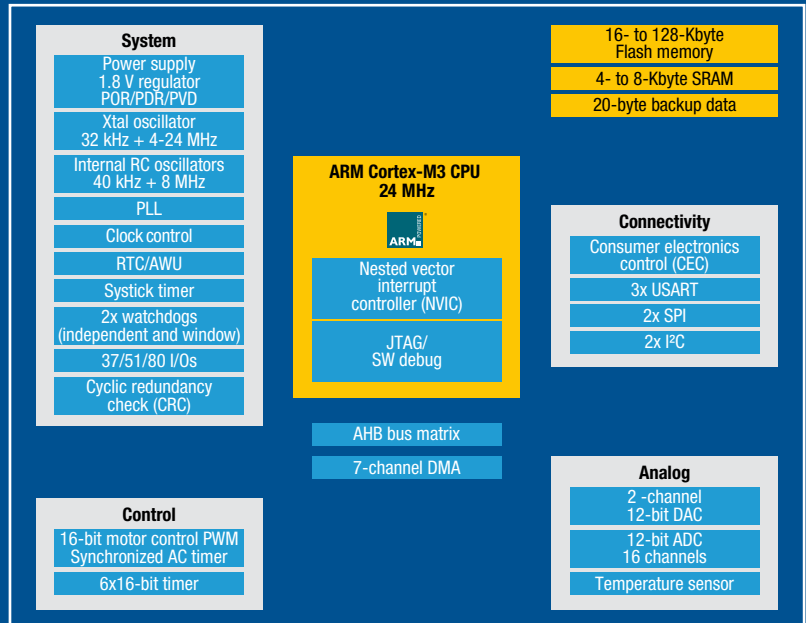 System
Power supply
1.8 V regulator
POR/PDR/PVD
Xtal oscillator
32 kHz + 4-24 MHz
Internal RC oscillators
40 kHz + 8 MHz
PLL
Clock control
RTC/AWU
Systick timer
2x watchdogs
(independent and window)
37/51/80 I/Os
Cyclic redundancy
check (CRC)
Control
16-bit motor control PWM
Synchronized AC timer
6x16-bit timer
ARM Cortex-M3 CPU
24 MHz
ARM
POWERED
Nested vector
interrupt
controller (NVIC)
JTAG/
SW debug
AHB bus matrix
7-channel DMA
16- to 128-Kbyte
Flash memory
4- to 8-Kbyte SRAM
20-byte backup data
Connectivity
Consumer electronics
control (CEC)
3x USART
2x SPI
2x I²C
Analog
2 -channel
12-bit DAC
12-bit ADC
16 channels
Temperature sensor